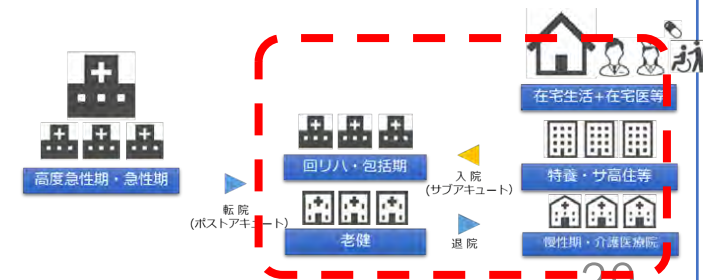 在宅生活+在宅医等
回リハ・包括期
高度急性期・急性期
入 院
(サブアキュート)
特養・サ高住等
転 院
(ポストアキュート)
老健
退 院
慢性期・介護医療院